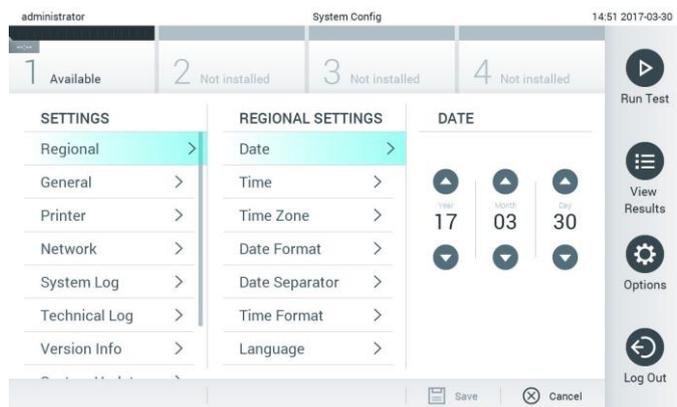 administrator
System Config
14:51 2017-03-30
1 Available
2 Not installed
3 Not installed
4 Not installed
Run Test
View
Results
Options
Log Out
SETTINGS
Regional
General
Printer
Network
System Log
Technical Log
Version Info
REGIONAL SETTINGS
Date
Time
Time Zone
Date Format
Date Separator
Time Format
Language
DATE
Year Month Day
17 03 30
Save
Cancel